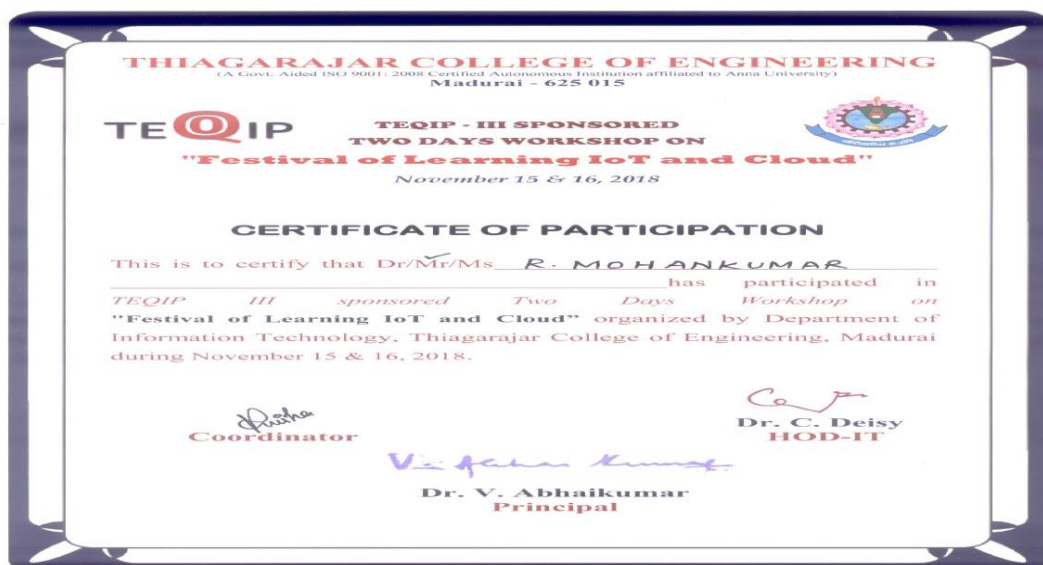 THIAGARAJAR COLLEGE OF ENGINEERING
(A Govt. Aided ISO 9001: 2008 Certified Autonomous Institution affiliated to Anna University)
Madurai - 625 015
TEQIP
TEQIP - III SPONSORED
TWO DAYS WORKSHOP ON
"Festival of Learning IoT and Cloud"
November 15 & 16, 2018
CERTIFICATE OF PARTICIPATION
This is to certify that Dr/Mr/Ms R. MOHANKUMAR
has participated in
TEQIP III sponsored Two Days Workshop on
"Festival of Learning IoT and Cloud" organized by Department of
Information Technology, Thiagarajar College of Engineering, Madurai
during November 15 & 16, 2018.
Coordinator
Dr. C. Deisy
HOD-IT
Dr. V. Abhaikumar
Principal